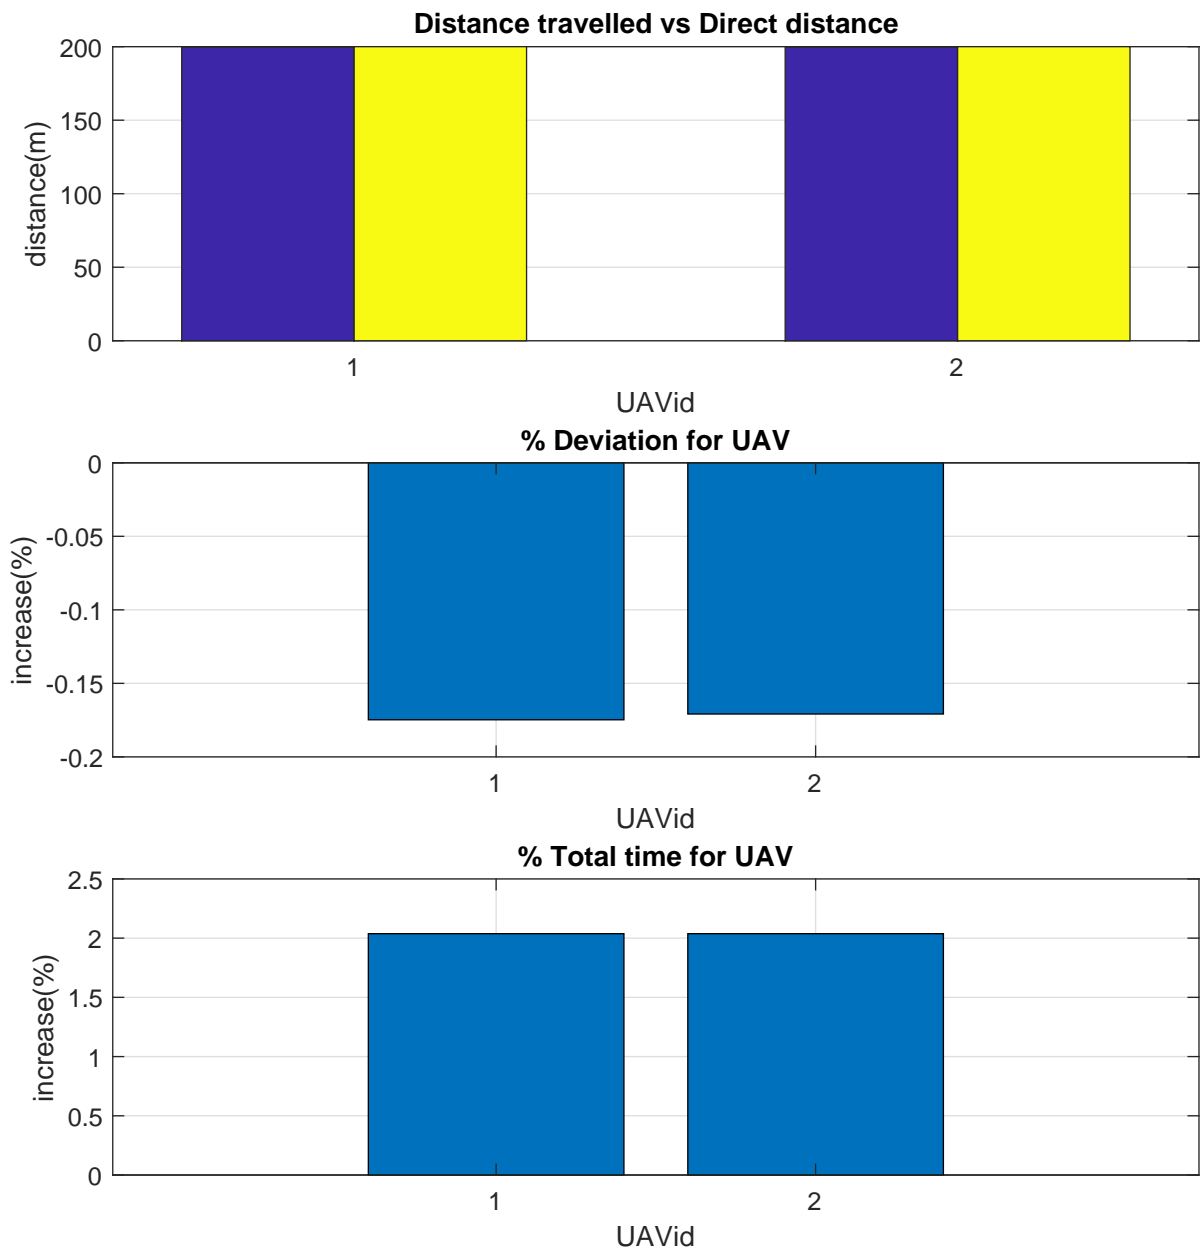 Distance travelled vs Direct distance
200
150
100
50
0
distance(m)
1 2
UAVid
% Deviation for UAV
0
-0.05
-0.1
-0.15
-0.2
increase(%)
1 2
UAVid
% Total time for UAV
2.5
2
1.5
1
0.5
0
increase(%)
1 2
UAVid